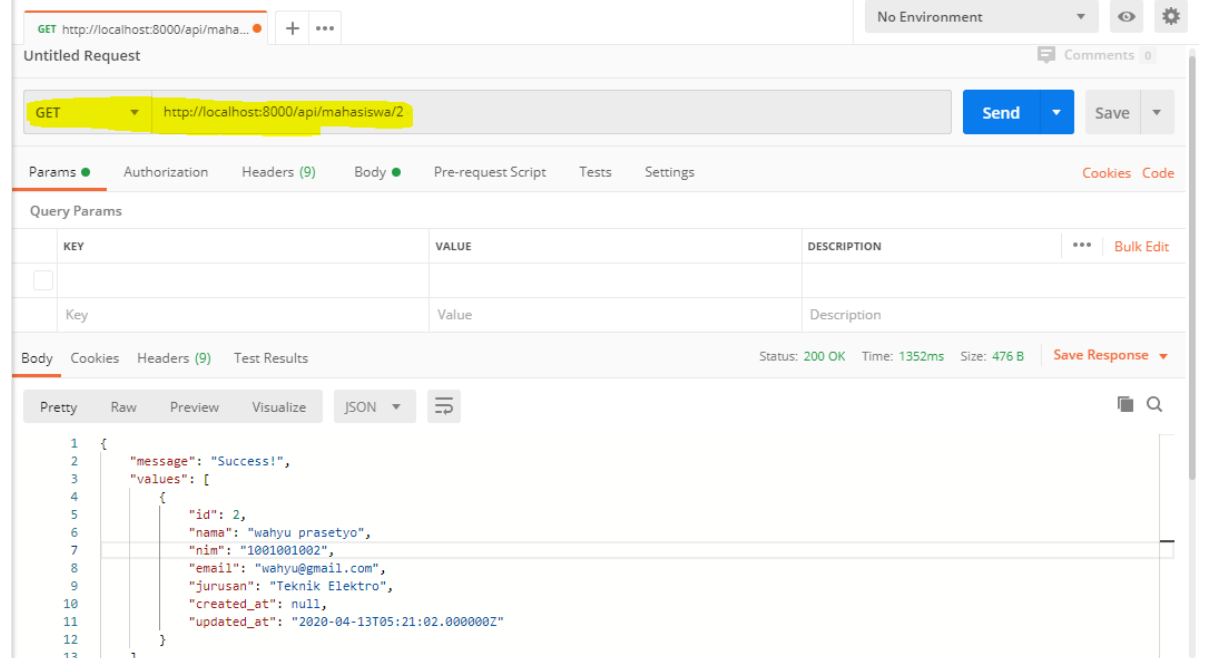 GET http://localhost:8000/api/maha... + ••• No Environment
Untitled Request Comments 0
GET http://localhost:8000/api/mahasiswa/2 Send Save
Params Authorization Headers (9) Body Pre-request Script Tests Settings Cookies Code
Query Params
KEY VALUE DESCRIPTION ••• Bulk Edit
Key Value Description
Body Cookies Headers (9) Test Results Status: 200 OK Time: 1352ms Size: 476 B Save Response
Pretty Raw Preview Visualize JSON
1 {
2 "message": "Success!",
3 "values": [
4 {
5 "id": 2,
6 "nama": "wahyu prasetyo",
7 "nim": "1001001002",
8 "email": "wahyu@gmail.com",
9 "jurusan": "Teknik Elektro",
10 "created_at": null,
11 "updated_at": "2020-04-13T05:21:02.000000Z"
12 }
13 ]